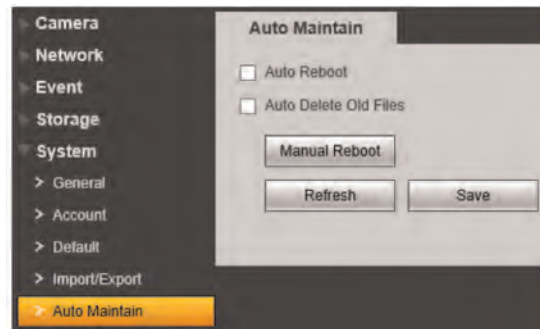 Camera
Network
Event
Storage
System
> General
> Account
> Default
> Import/Export
> Auto Maintain
Auto Maintain
Auto Reboot
Auto Delete Old Files
Manual Reboot
Refresh
Save